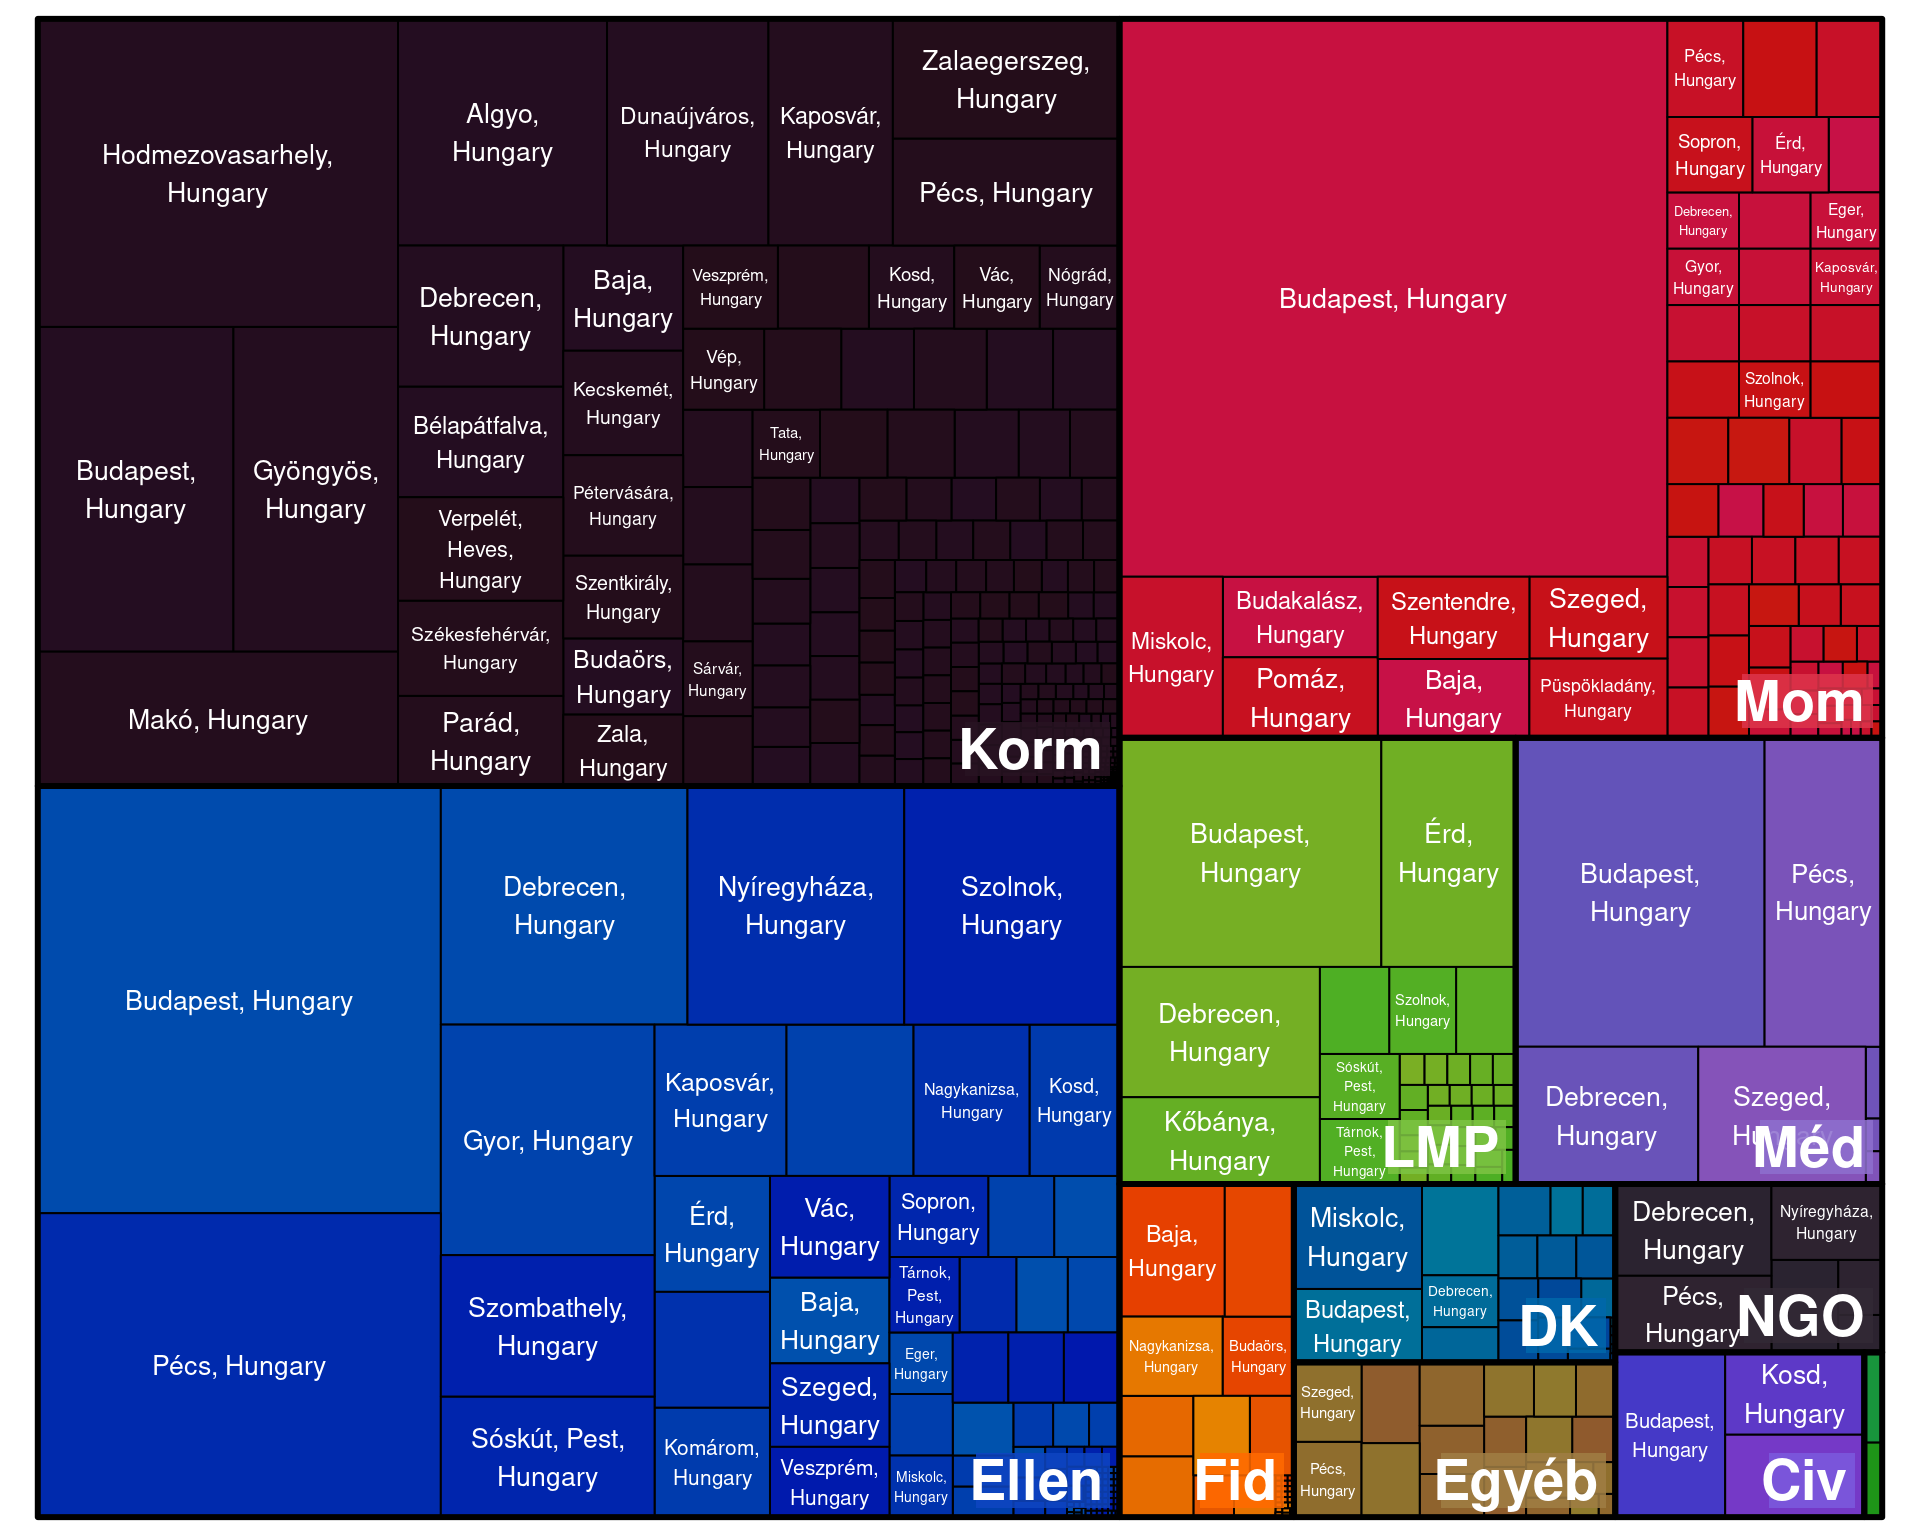 Hodmezovasarhely,
Hungary
Algyo,
Hungary
Dunaújváros,
Hungary
Kaposvár,
Hungary
Zalaegerszeg,
Hungary
Pécs, Hungary
Budapest,
Hungary
Gyöngyös,
Hungary
Makó, Hungary
Debrecen,
Hungary
Bélapátfalva,
Hungary
Verpelét,
Heves,
Hungary
Székesfehérvár,
Hungary
Parád,
Hungary
Baja,
Hungary
Kecskemét,
Hungary
Pétervására,
Hungary
Szentkirály,
Hungary
Budaörs,
Hungary
Zala,
Hungary
Veszprém,
Hungary
Kosd,
Hungary
Vác,
Hungary
Nógrád,
Hungary
Vép,
Hungary
Tata,
Hungary
Sárvár,
Hungary
Korm
Budapest, Hungary
Pécs,
Hungary
Sopron,
Hungary
Érd,
Hungary
Debrecen,
Hungary
Eger,
Hungary
Gyor,
Hungary
Kaposvár,
Hungary
Szolnok,
Hungary
Miskolc,
Hungary
Budakalász,
Hungary
Pomáz,
Hungary
Szentendre,
Hungary
Baja,
Hungary
Szeged,
Hungary
Püspökladány,
Hungary
Mom
Budapest, Hungary
Pécs, Hungary
Debrecen,
Hungary
Nyíregyháza,
Hungary
Szolnok,
Hungary
Gyor, Hungary
Szombathely,
Hungary
Sóskút, Pest,
Hungary
Kaposvár,
Hungary
Nagykanizsa,
Hungary
Kosd,
Hungary
Érd,
Hungary
Komárom,
Hungary
Vác,
Hungary
Baja,
Hungary
Szeged,
Hungary
Veszprém,
Hungary
Sopron,
Hungary
Tárnok,
Pest,
Hungary
Eger,
Hungary
Miskolc,
Hungary
Ellen
Budapest,
Hungary
Érd,
Hungary
Debrecen,
Hungary
Kőbánya,
Hungary
Szolnok,
Hungary
Sóskút,
Pest,
Hungary
Tárnok,
Pest,
Hungary
LMP
Budapest,
Hungary
Pécs,
Hungary
Debrecen,
Hungary
Szeged,
Hungary
Méd
Baja,
Hungary
Nagykanizsa,
Hungary
Budaörs,
Hungary
Fid
Miskolc,
Hungary
Budapest,
Hungary
Debrecen,
Hungary
DK
Debrecen,
Hungary
Nyíregyháza,
Hungary
Pécs,
Hungary
NGO
Szeged,
Hungary
Pécs,
Hungary
Egyéb
Budapest,
Hungary
Kosd,
Hungary
Civ